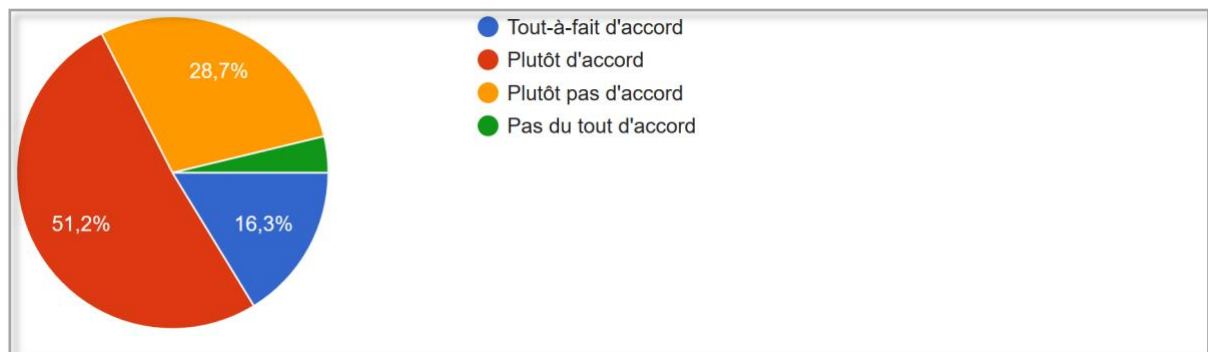 Tout-à-fait d'accord
Plutôt d'accord
Plutôt pas d'accord
Pas du tout d'accord
28,7%
51,2%
16,3%